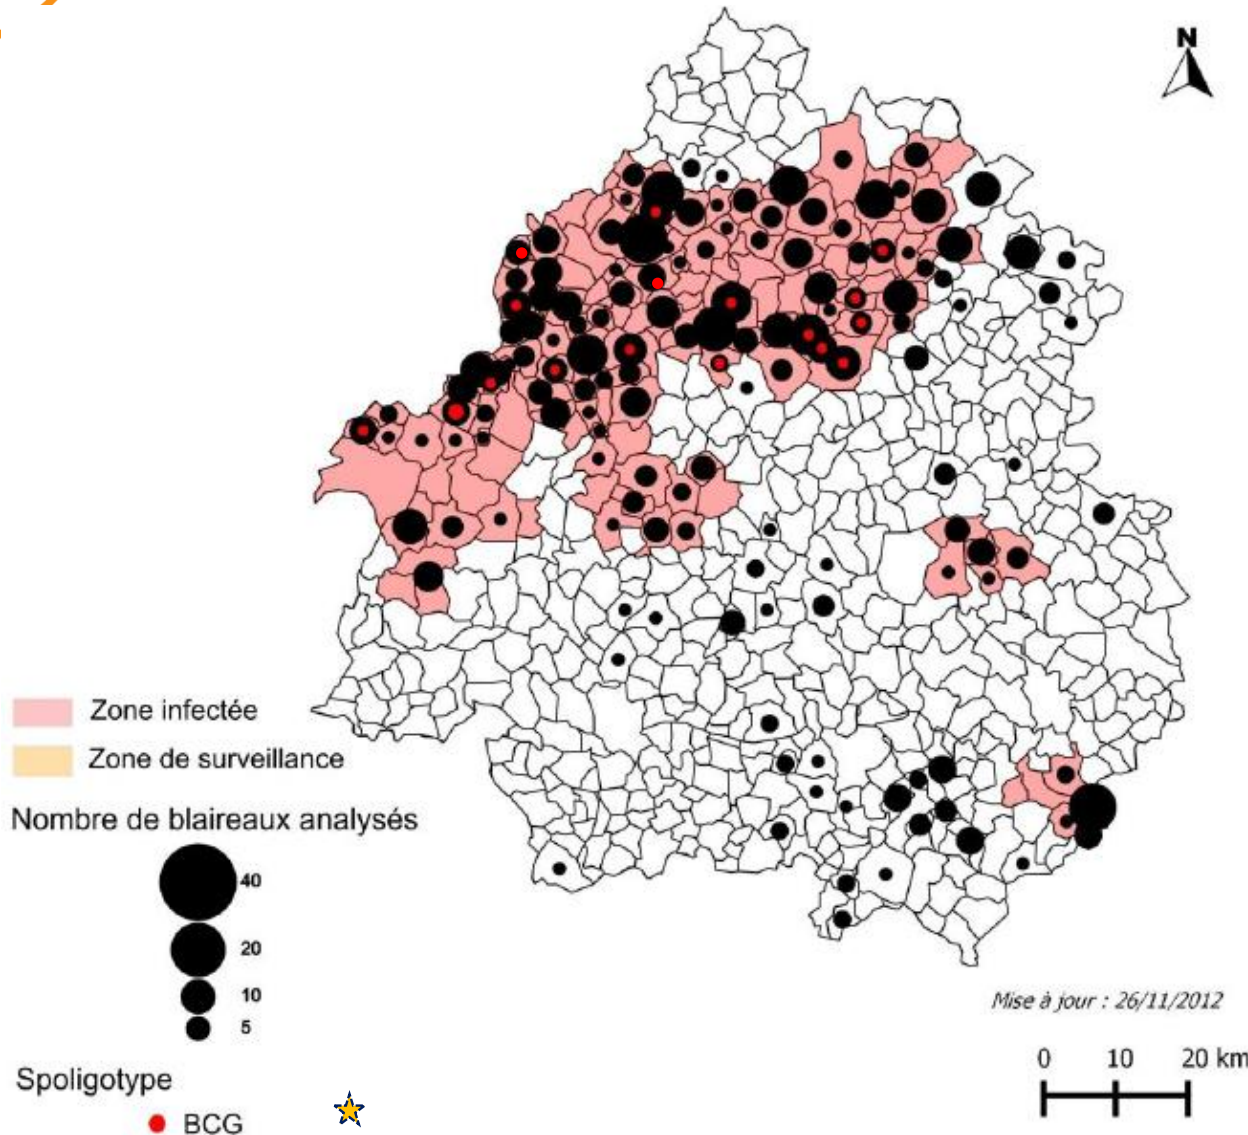 N
Zone infectée
Zone de surveillance
Nombre de blaireaux analysés
40
20
10
5
Mise à jour : 26/11/2012
0 10 20 km
Spoligotype
BCG